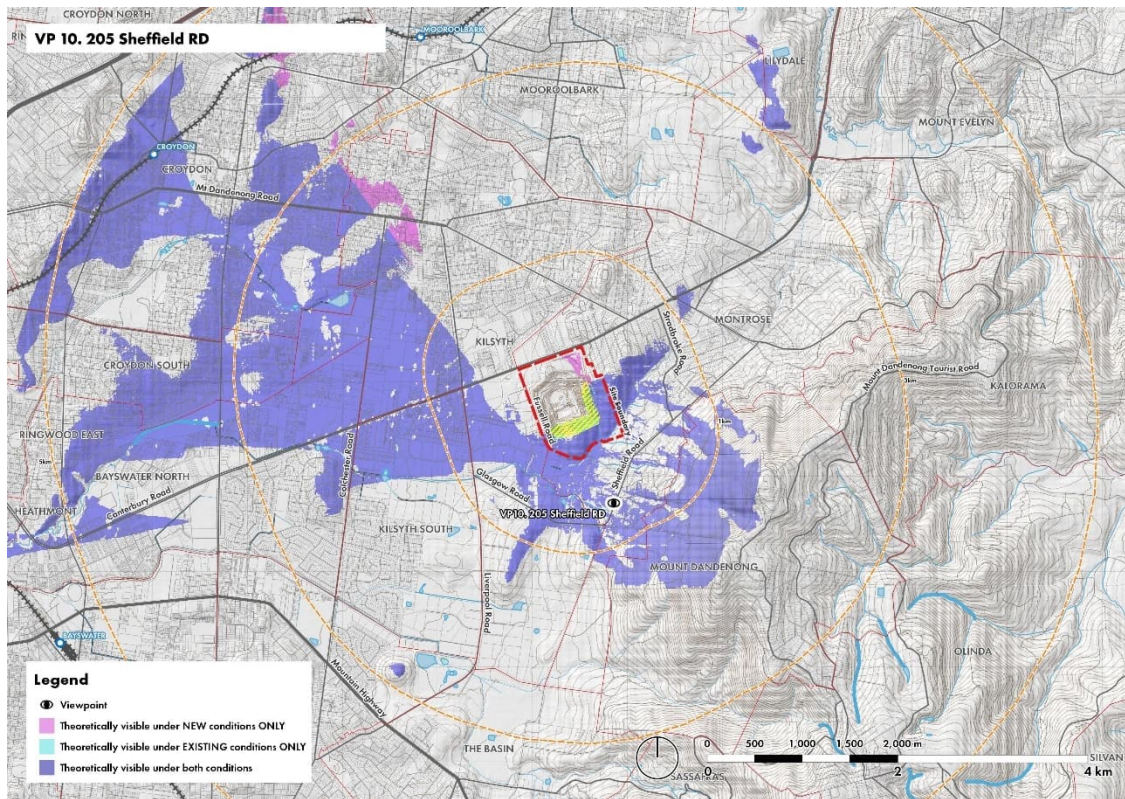 CROYDON NORTH
VP 10. 205 Sheffield RD
MOOROOLBARK
LILYDALE
MOOROOLBARK
MOUNT EVELYN
CROYDON
CROYDON
Mt Dandenong Road
KILSYTH
MONTROSE
Stradbroke Road
CROYDON SOUTH
Mount Dandenong Tourist Road
3km
KALORAMA
Fussell Road
Site Boundary
RINGWOOD EAST
1km
5km
BAYSWATER NORTH
Colchester Road
Sheffield Road
Glasgow Road
Canterbury Road
HEATHMONT
VP10. 205 Sheffield RD
KILSYTH SOUTH
MOUNT DANDENONG
Liverpool Road
BAYSWATER
OLINDA
Mountain Highway
Legend
Viewpoint
Theoretically visible under NEW conditions ONLY
Theoretically visible under EXISTING conditions ONLY
Theoretically visible under both conditions
THE BASIN
0 500 1,000 1,500 2,000 m
0 2 4 km
SASSAFRAS
SILVAN